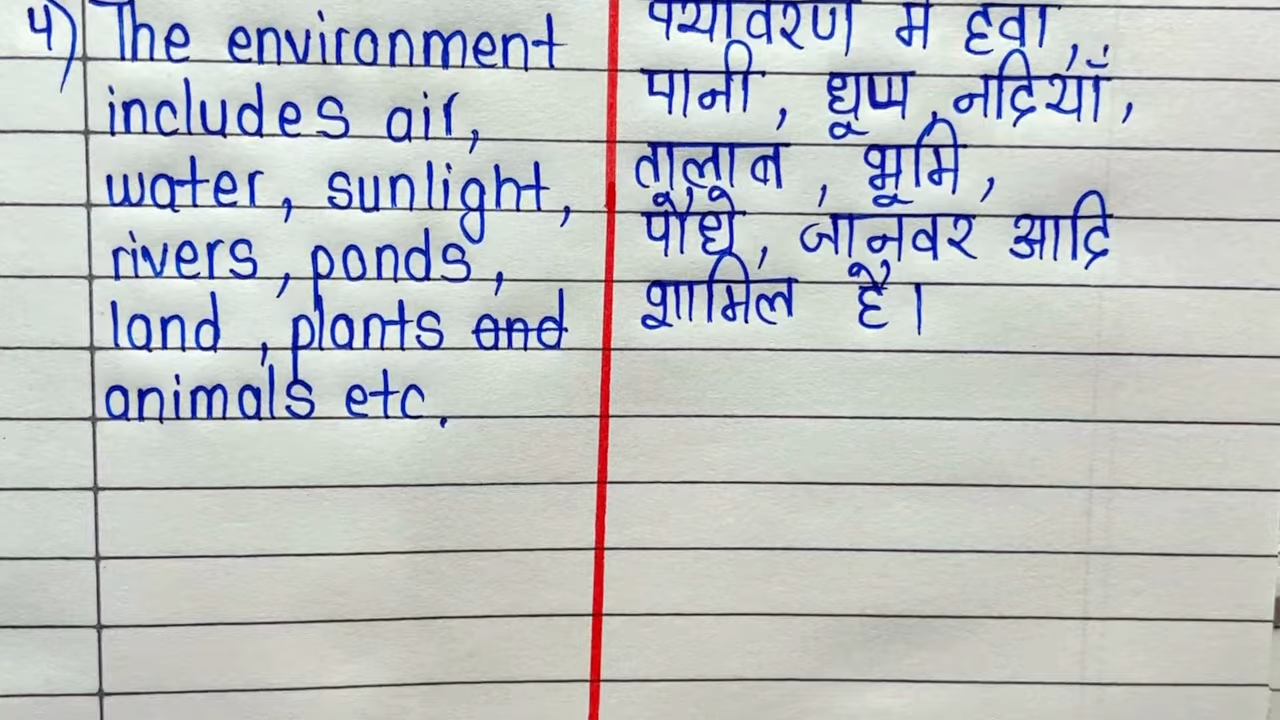 4) The environment
includes air,
water, sunlight,
rivers, ponds,
land, plants ~~and~~
animals etc.
पर्यावरण में हवा,
पानी, धूप, नदियाँ,
तालाब, भूमि,
पौधे, जानवर आदि
शामिल है।